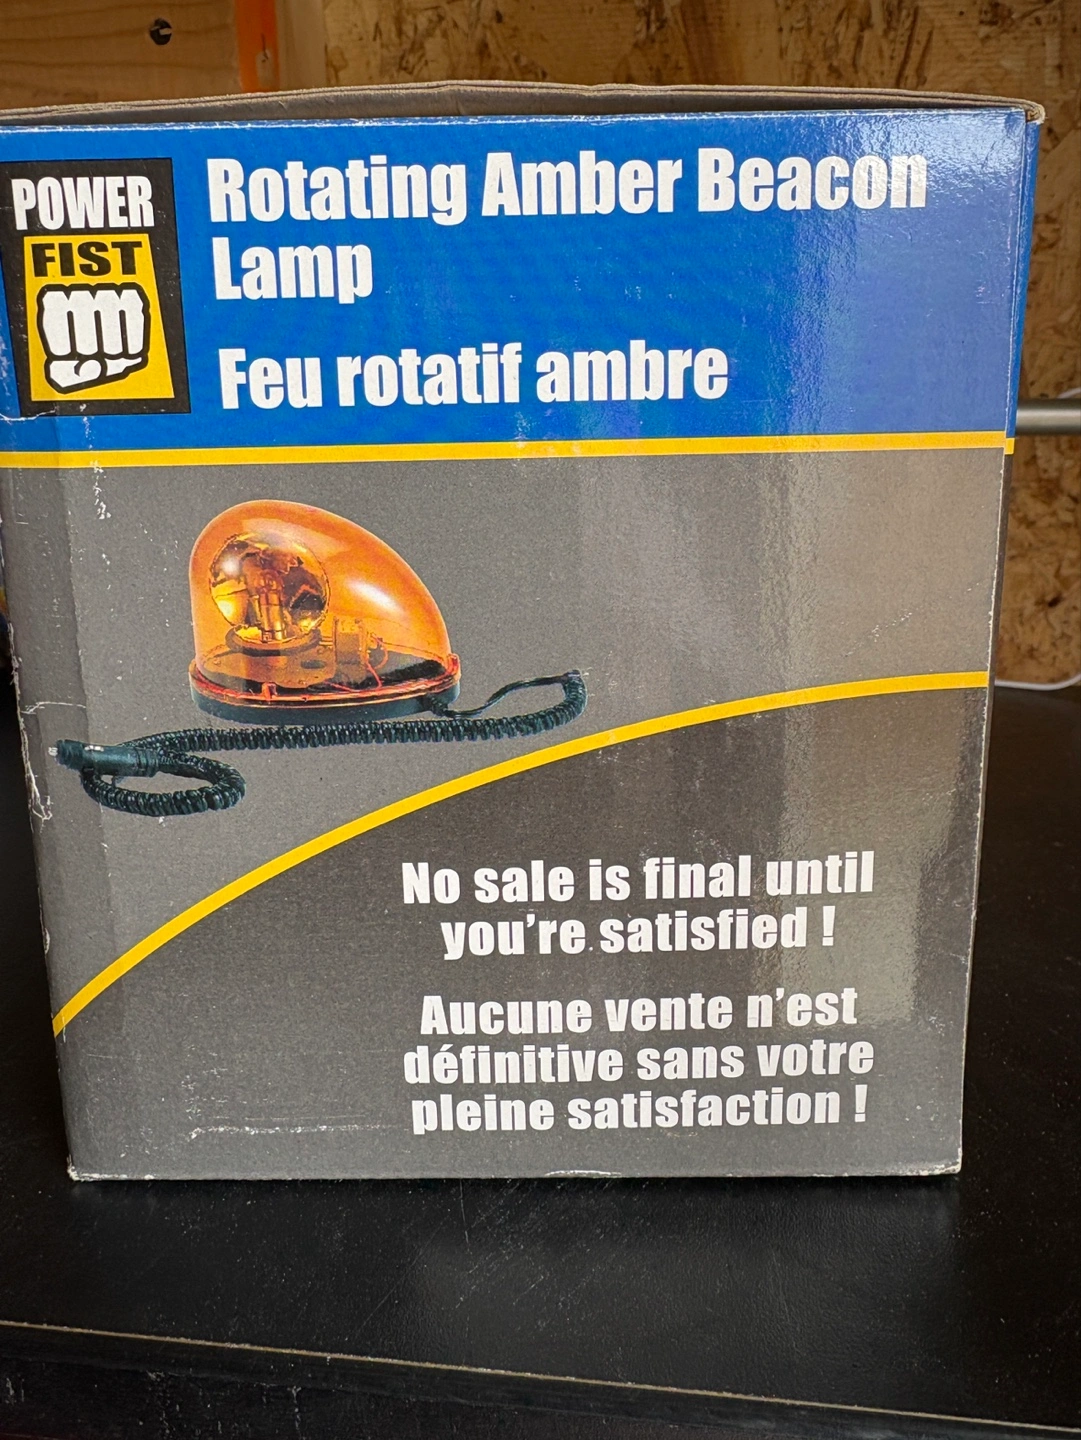 POWER
FIST
Rotating Amber Beacon
Lamp
Feu rotatif ambre
No sale is final until
you're satisfied !
Aucune vente n'est
définitive sans votre
pleine satisfaction !